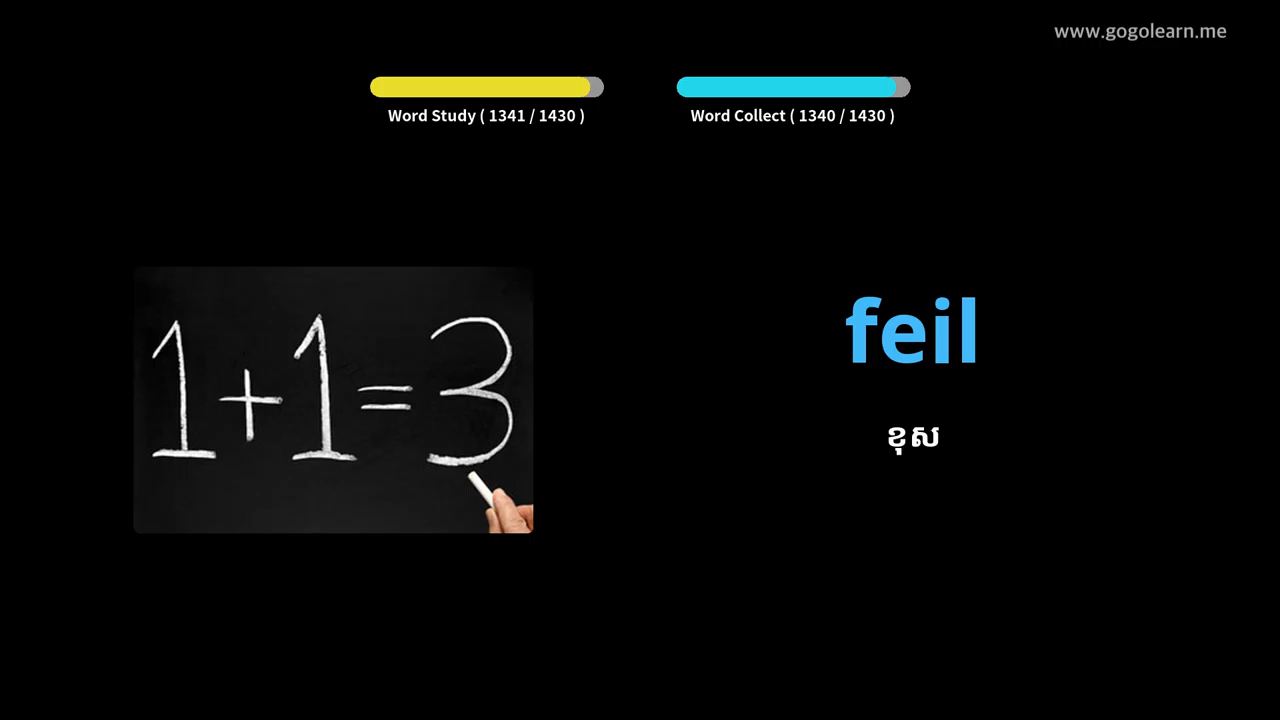 www.gogolearn.me
Word Study ( 1341 / 1430 )
Word Collect ( 1340 / 1430 )
1+1=3
feil
ខុស